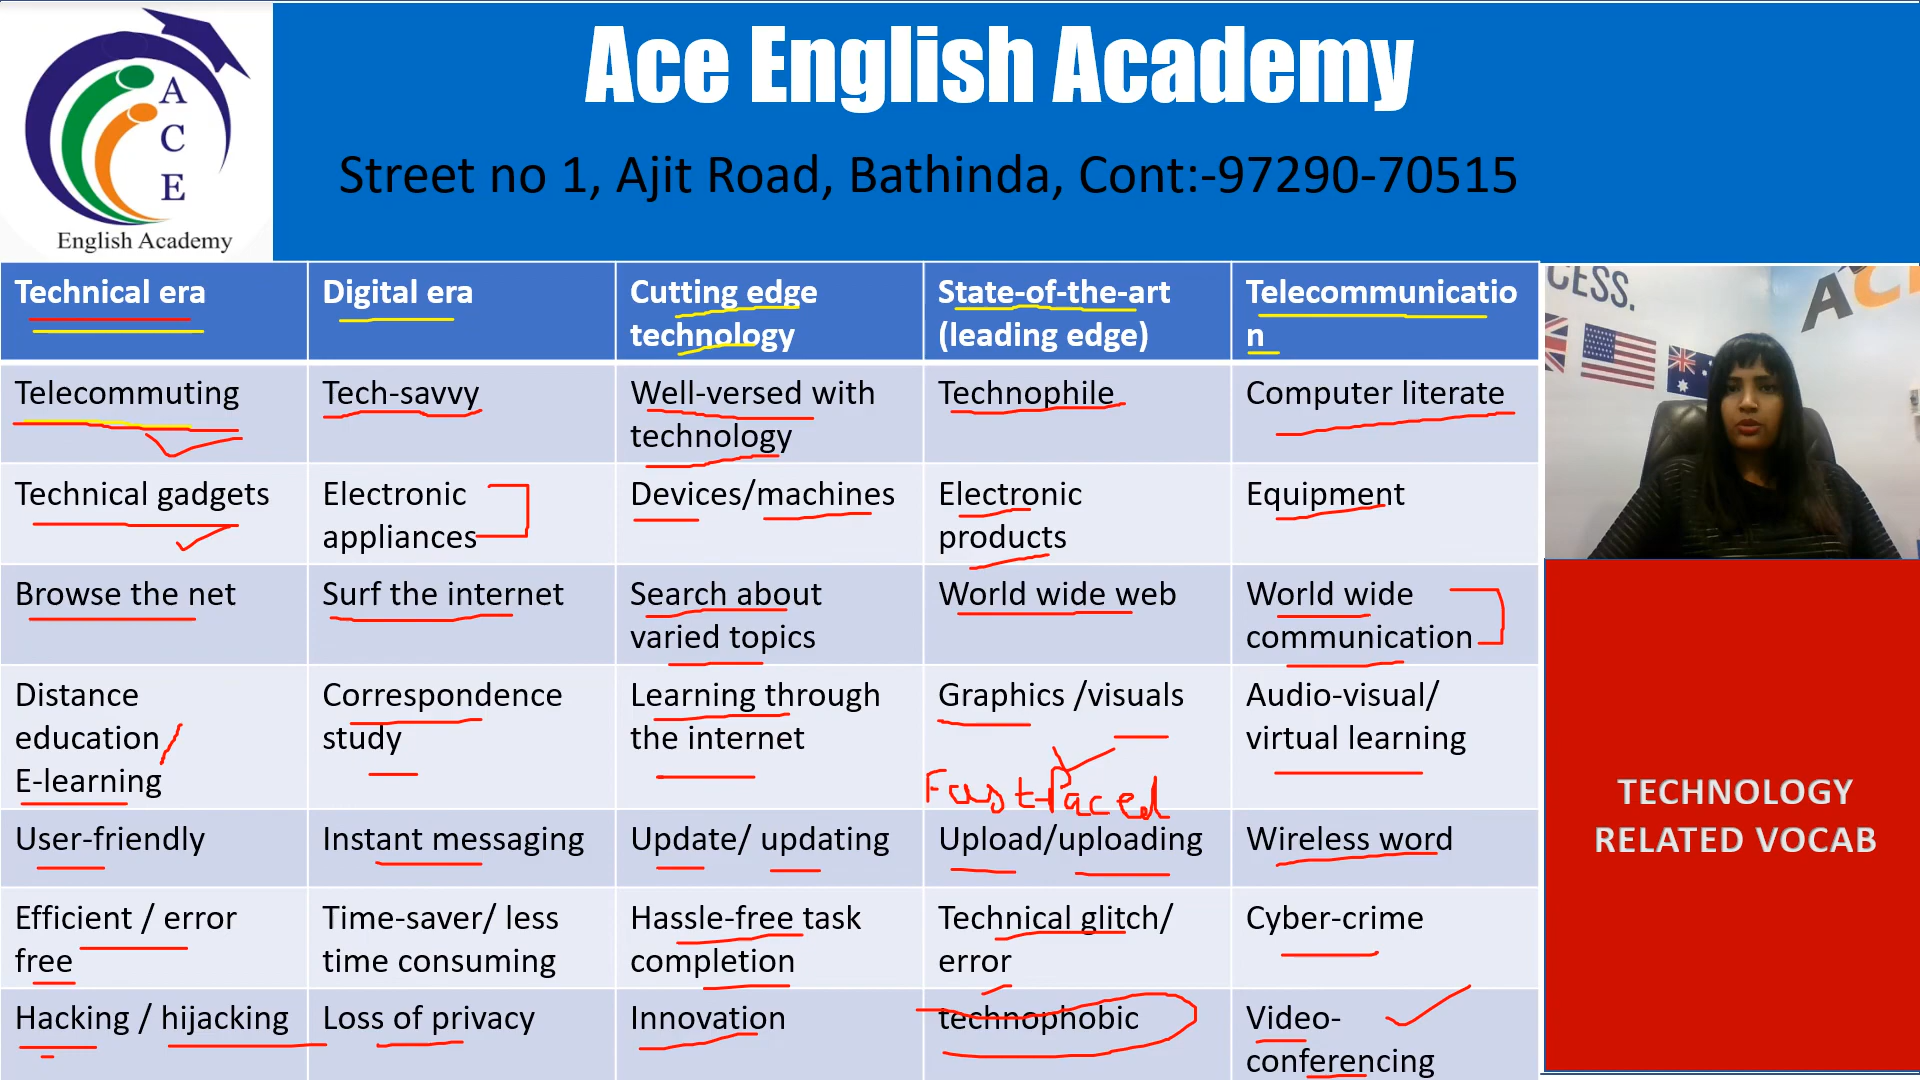 A
C
E
English Academy
Ace English Academy
Street no 1, Ajit Road, Bathinda, Cont:-97290-70515
CESS.
AC
Technical era
Digital era
Cutting edge
technology
State-of-the-art
(leading edge)
Telecommunicatio
n
Telecommuting
Tech-savvy
Well-versed with
technology
Technophile
Computer literate
Technical gadgets
Electronic
appliances
Devices/machines
Electronic
products
Equipment
Browse the net
Surf the internet
Search about
varied topics
World wide web
World wide
communication
Distance
education
E-learning
Correspondence
study
Learning through
the internet
Graphics /visuals
Fast-Paced
Audio-visual/
virtual learning
User-friendly
Instant messaging
Update/ updating
Upload/uploading
Wireless word
Efficient / error
free
Time-saver/ less
time consuming
Hassle-free task
completion
Technical glitch/
error
Cyber-crime
Hacking / hijacking
Loss of privacy
Innovation
technophobic
Video-
conferencing
TECHNOLOGY
RELATED VOCAB